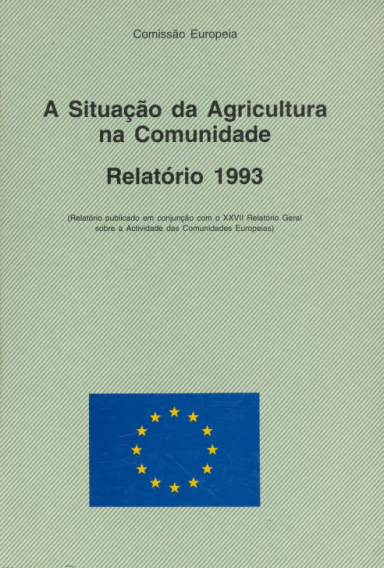 Comissão Europeia
A Situação da Agricultura
na Comunidade
Relatório 1993
(Relatório publicado em conjunção com o XXVII Relatório Geral
sobre a Actividade das Comunidades Europeias)